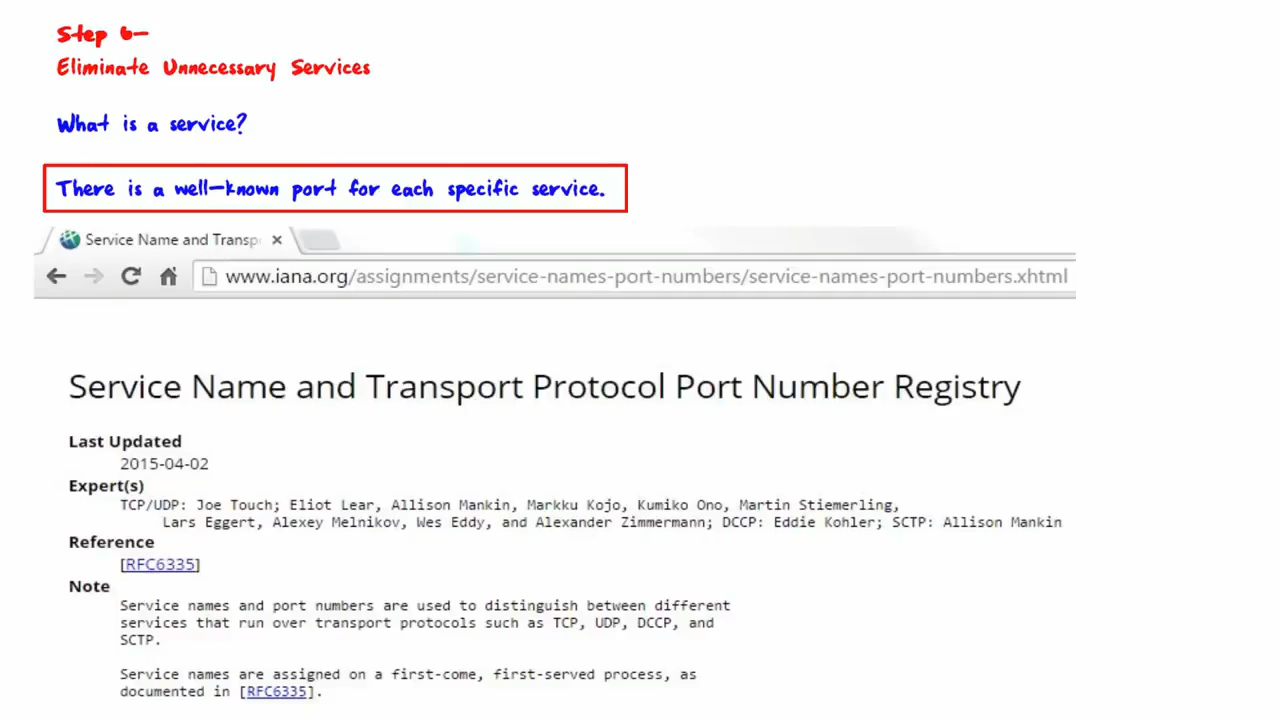 Step 6-
Eliminate Unnecessary Services
What is a service?
There is a well-known port for each specific service.
Service Name and Transp
www.iana.org/assignments/service-names-port-numbers/service-names-port-numbers.xhtml
Service Name and Transport Protocol Port Number Registry
Last Updated
2015-04-02
Expert(s)
TCP/UDP: Joe Touch; Eliot Lear, Allison Mankin, Markku Kojo, Kumiko Ono, Martin Stiemerling,
Lars Eggert, Alexey Melnikov, Wes Eddy, and Alexander Zimmermann; DCCP: Eddie Kohler; SCTP: Allison Mankin
Reference
[RFC6335]
Note
Service names and port numbers are used to distinguish between different
services that run over transport protocols such as TCP, UDP, DCCP, and
SCTP.
Service names are assigned on a first-come, first-served process, as
documented in [RFC6335].